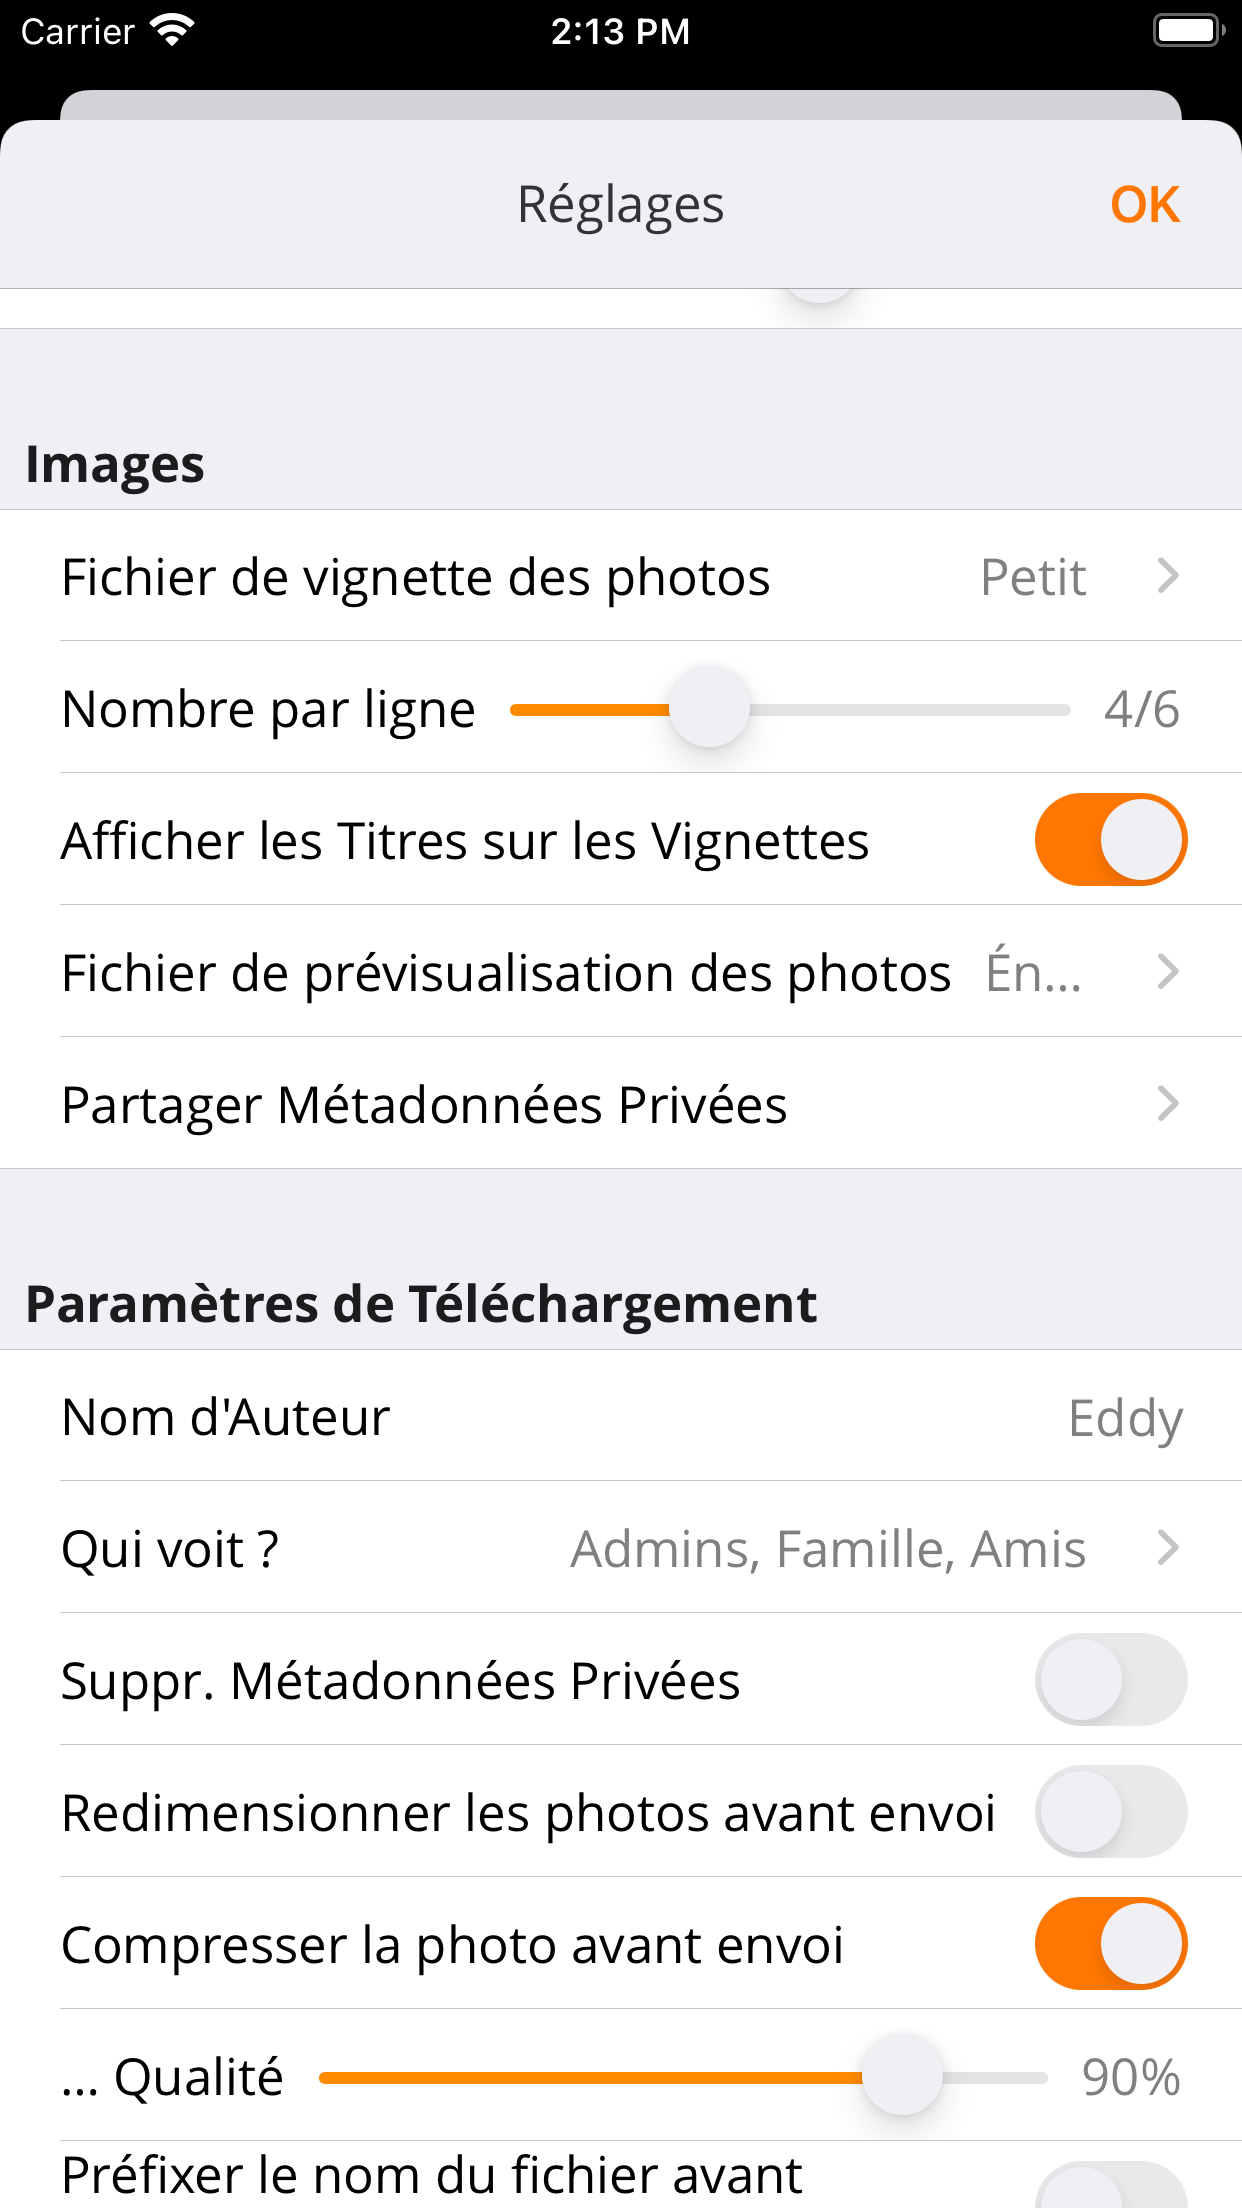 Carrier 2:13 PM
Réglages OK
Images
Fichier de vignette des photos Petit
Nombre par ligne 4/6
Afficher les Titres sur les Vignettes
Fichier de prévisualisation des photos Én...
Partager Métadonnées Privées
Paramètres de Téléchargement
Nom d'Auteur Eddy
Qui voit ? Admins, Famille, Amis
Suppr. Métadonnées Privées
Redimensionner les photos avant envoi
Compresser la photo avant envoi
... Qualité 90%
Préfixer le nom du fichier avant